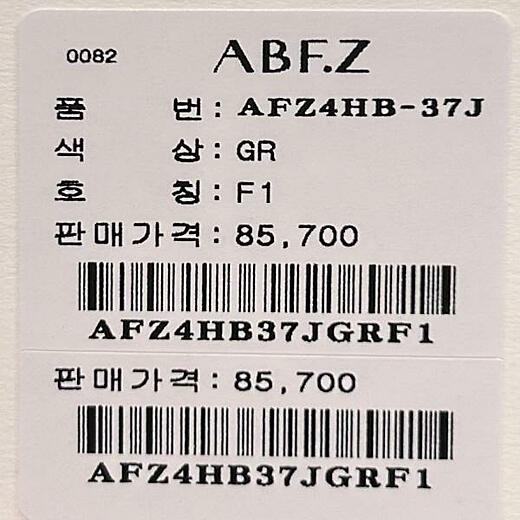 0082 ABF.Z
품 번 : AFZ4HB-37J
색 상 : GR
호 칭 : F1
판매가격 : 85,700
AFZ4HB37JGRF1
판매가격 : 85,700
AFZ4HB37JGRF1